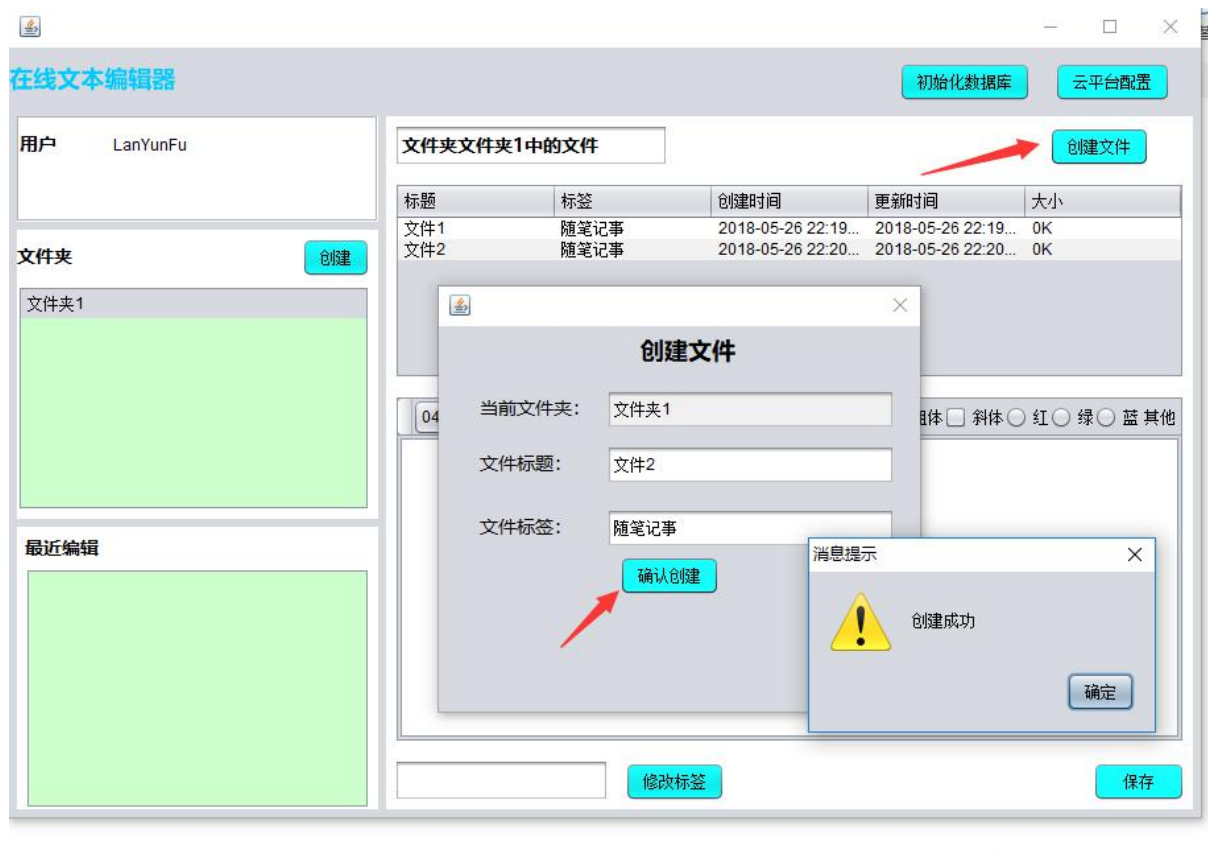 在线文本编辑器
初始化数据库 云平台配置
用户 LanYunFu
文件夹文件夹1中的文件 创建文件
标题 标签 创建时间 更新时间 大小
文件1 随笔记事 2018-05-26 22:19... 2018-05-26 22:19... 0K
文件2 随笔记事 2018-05-26 22:20... 2018-05-26 22:20... 0K
文件夹 创建
文件夹1
创建文件
当前文件夹: 文件夹1
文件标题: 文件2
文件标签: 随笔记事
确认创建
04
斜体 红 绿 蓝 其他
消息提示
创建成功
确定
最近编辑
修改标签 保存